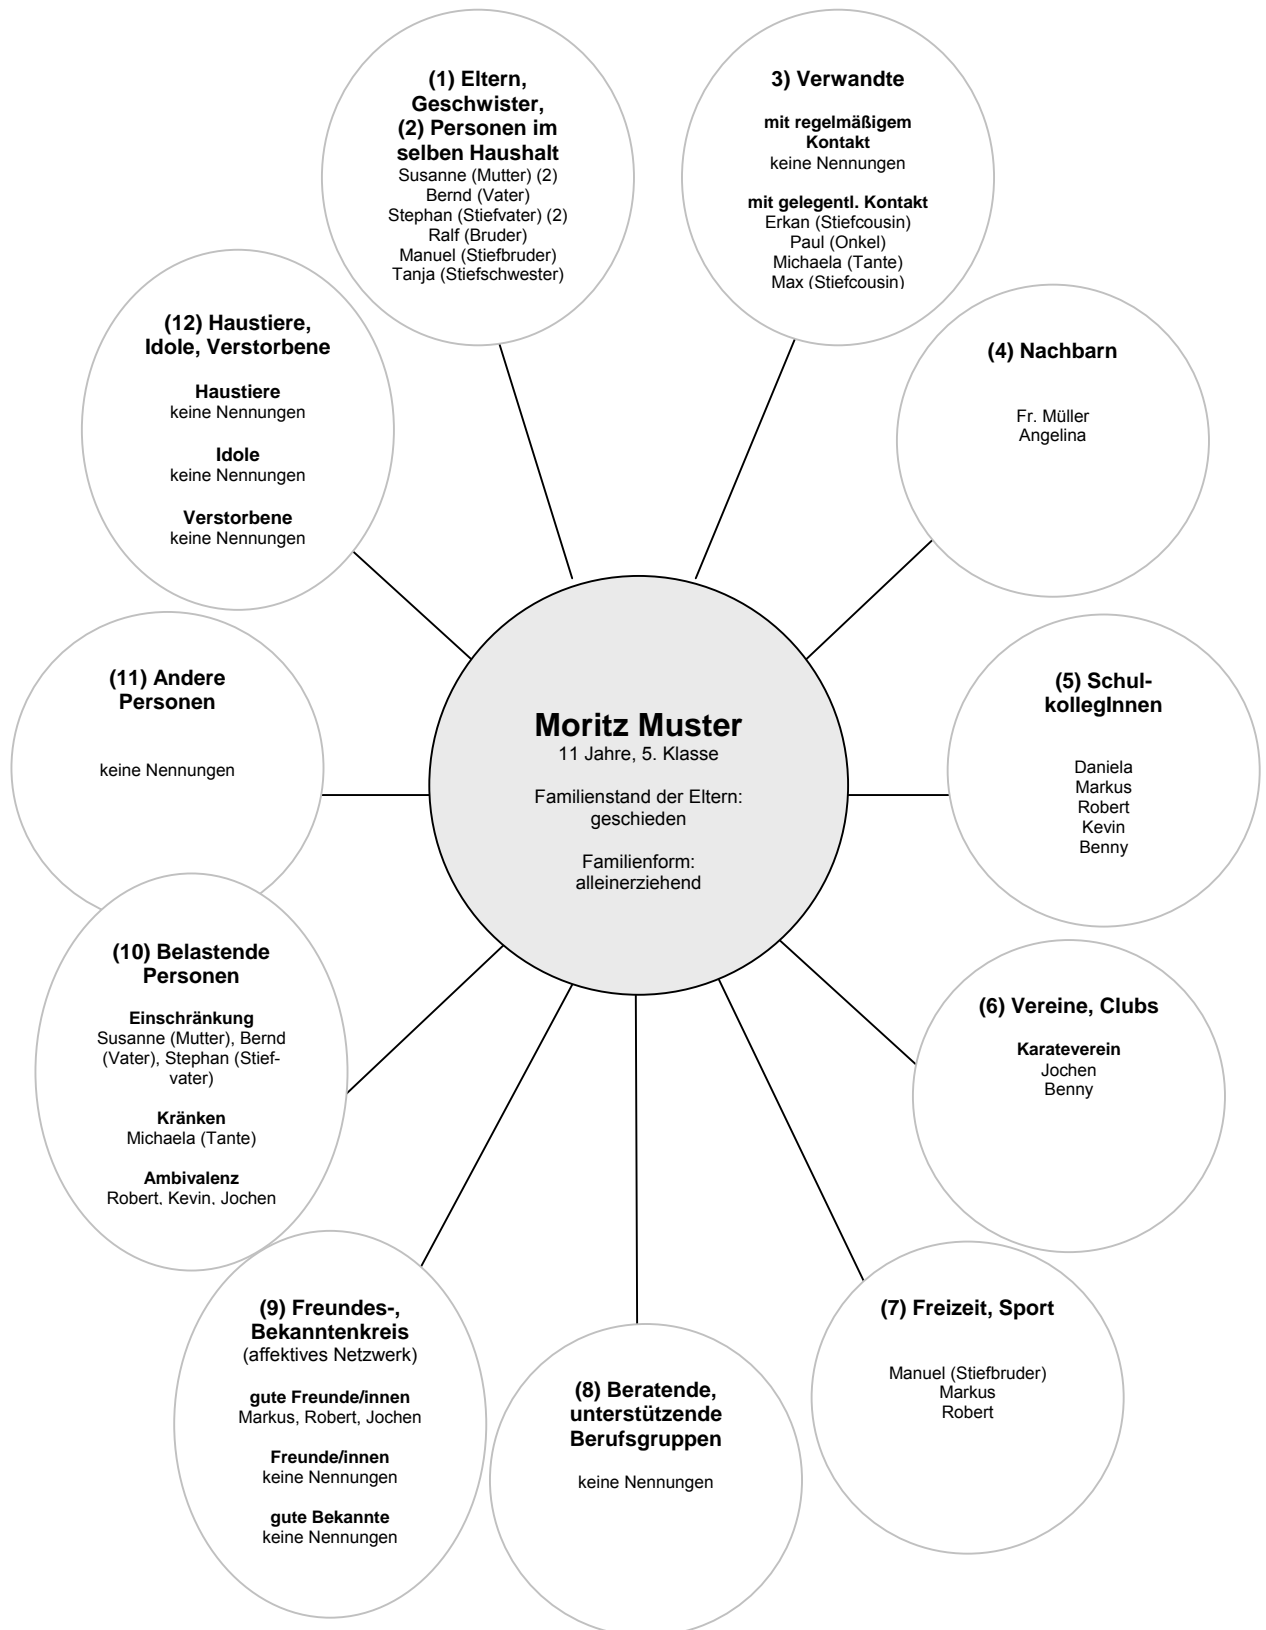 (1) Eltern,
Geschwister,
(2) Personen im
selben Haushalt
Susanne (Mutter) (2)
Bernd (Vater)
Stephan (Stiefvater) (2)
Ralf (Bruder)
Manuel (Stiefbruder)
Tanja (Stiefschwester)
3) Verwandte
mit regelmäßigem
Kontakt
keine Nennungen
mit gelegentl. Kontakt
Erkan (Stiefcousin)
Paul (Onkel)
Michaela (Tante)
Max (Stiefcousin)
(4) Nachbarn
Fr. Müller
Angelina
(5) Schul-
kollegInnen
Daniela
Markus
Robert
Kevin
Benny
(6) Vereine, Clubs
Karateverein
Jochen
Benny
(7) Freizeit, Sport
Manuel (Stiefbruder)
Markus
Robert
(8) Beratende,
unterstützende
Berufsgruppen
keine Nennungen
(9) Freundes-,
Bekanntenkreis
(affektives Netzwerk)
gute Freunde/innen
Markus, Robert, Jochen
Freunde/innen
keine Nennungen
gute Bekannte
keine Nennungen
(10) Belastende
Personen
Einschränkung
Susanne (Mutter), Bernd
(Vater), Stephan (Stief-
vater)
Kränken
Michaela (Tante)
Ambivalenz
Robert, Kevin, Jochen
(11) Andere
Personen
keine Nennungen
(12) Haustiere,
Idole, Verstorbene
Haustiere
keine Nennungen
Idole
keine Nennungen
Verstorbene
keine Nennungen
Moritz Muster
11 Jahre, 5. Klasse
Familienstand der Eltern:
geschieden
Familienform:
alleinerziehend